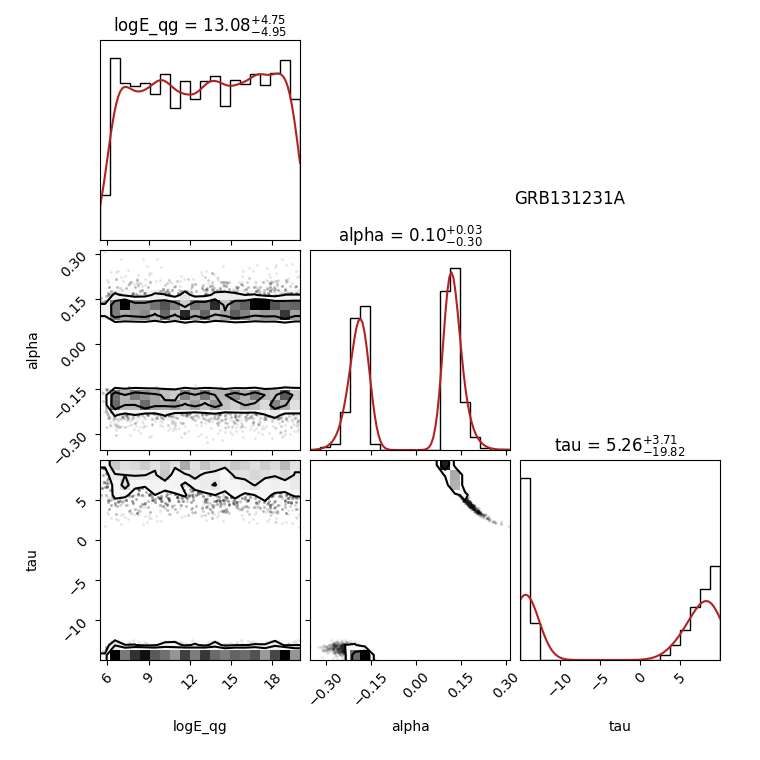 logE_qg = 13.08+4.75 −4.95
GRB131231A
alpha = 0.10+0.03 −0.30
0.30
0.15
0.00
−0.15
−0.30
alpha
tau = 5.26+3.71 −19.82
5
0
−5
−10
tau
6 9 12 15 18
−0.30 −0.15 0.00 0.15 0.30
−10 −5 0 5
logE_qg alpha tau